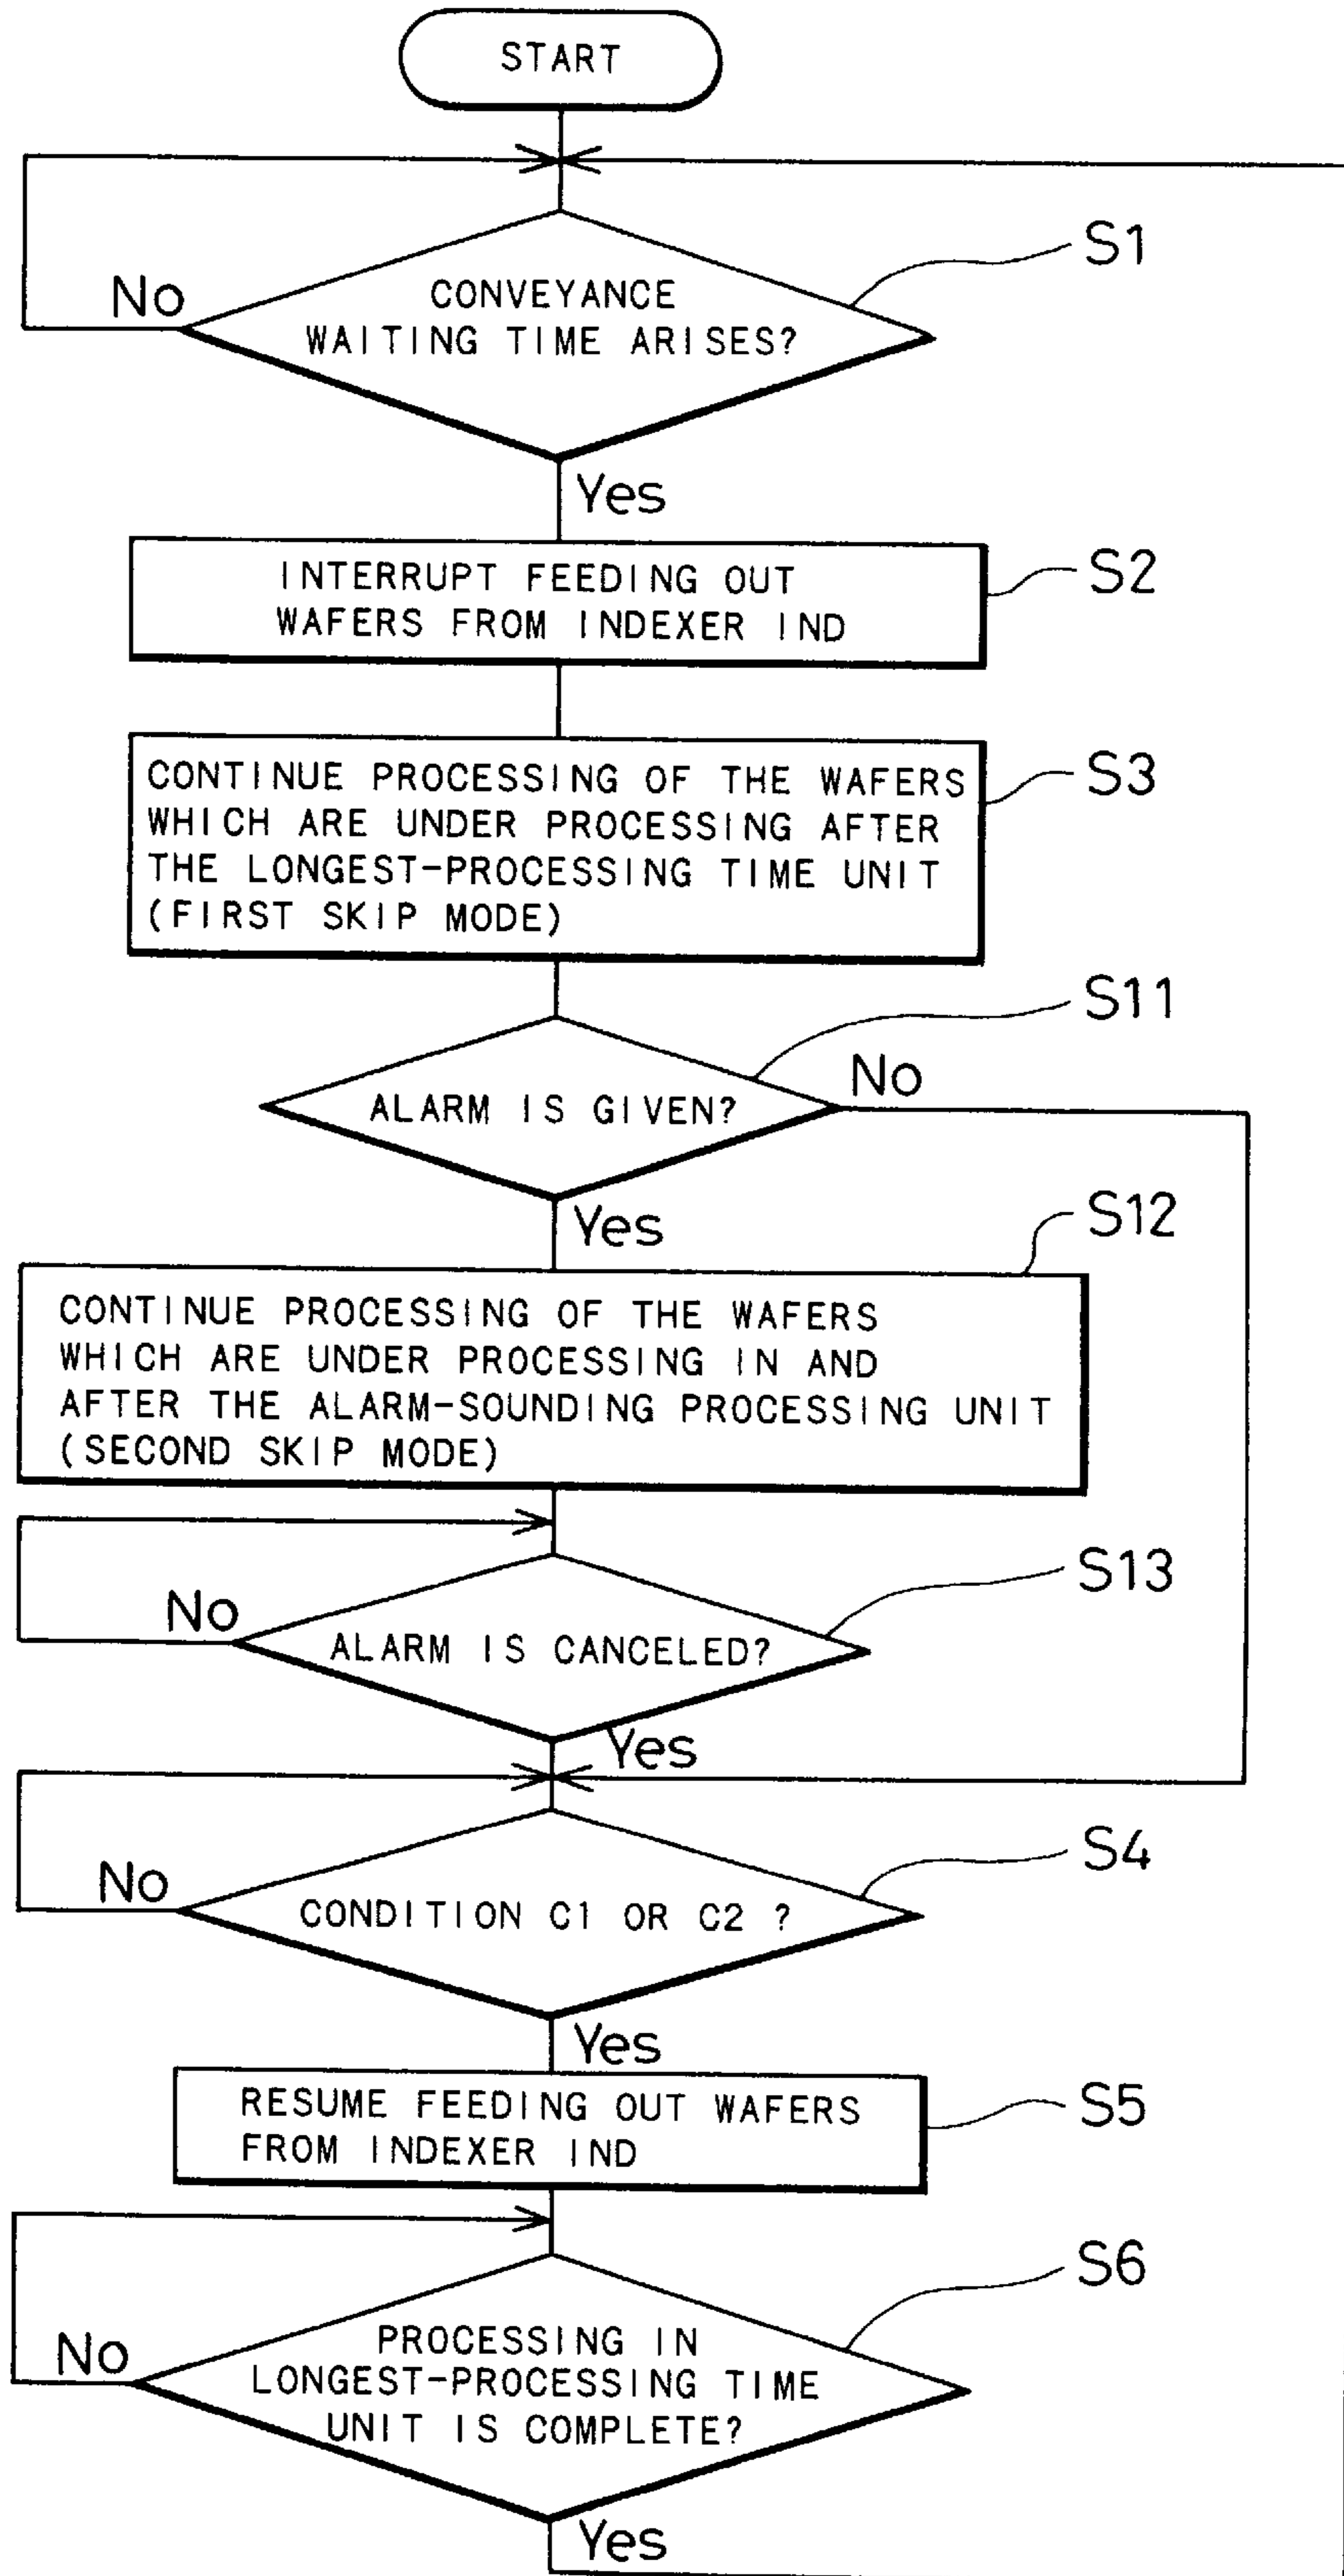 START
S1
No
CONVEYANCE
WAITING TIME ARISES?
Yes
S2
INTERRUPT FEEDING OUT
WAFERS FROM INDEXER IND
S3
CONTINUE PROCESSING OF THE WAFERS
WHICH ARE UNDER PROCESSING AFTER
THE LONGEST-PROCESSING TIME UNIT
(FIRST SKIP MODE)
S11
No
ALARM IS GIVEN?
Yes
S12
CONTINUE PROCESSING OF THE WAFERS
WHICH ARE UNDER PROCESSING IN AND
AFTER THE ALARM-SOUNDING PROCESSING UNIT
(SECOND SKIP MODE)
S13
No
ALARM IS CANCELED?
Yes
S4
No
CONDITION C1 OR C2 ?
Yes
S5
RESUME FEEDING OUT WAFERS
FROM INDEXER IND
S6
No
PROCESSING IN
LONGEST-PROCESSING TIME
UNIT IS COMPLETE?
Yes